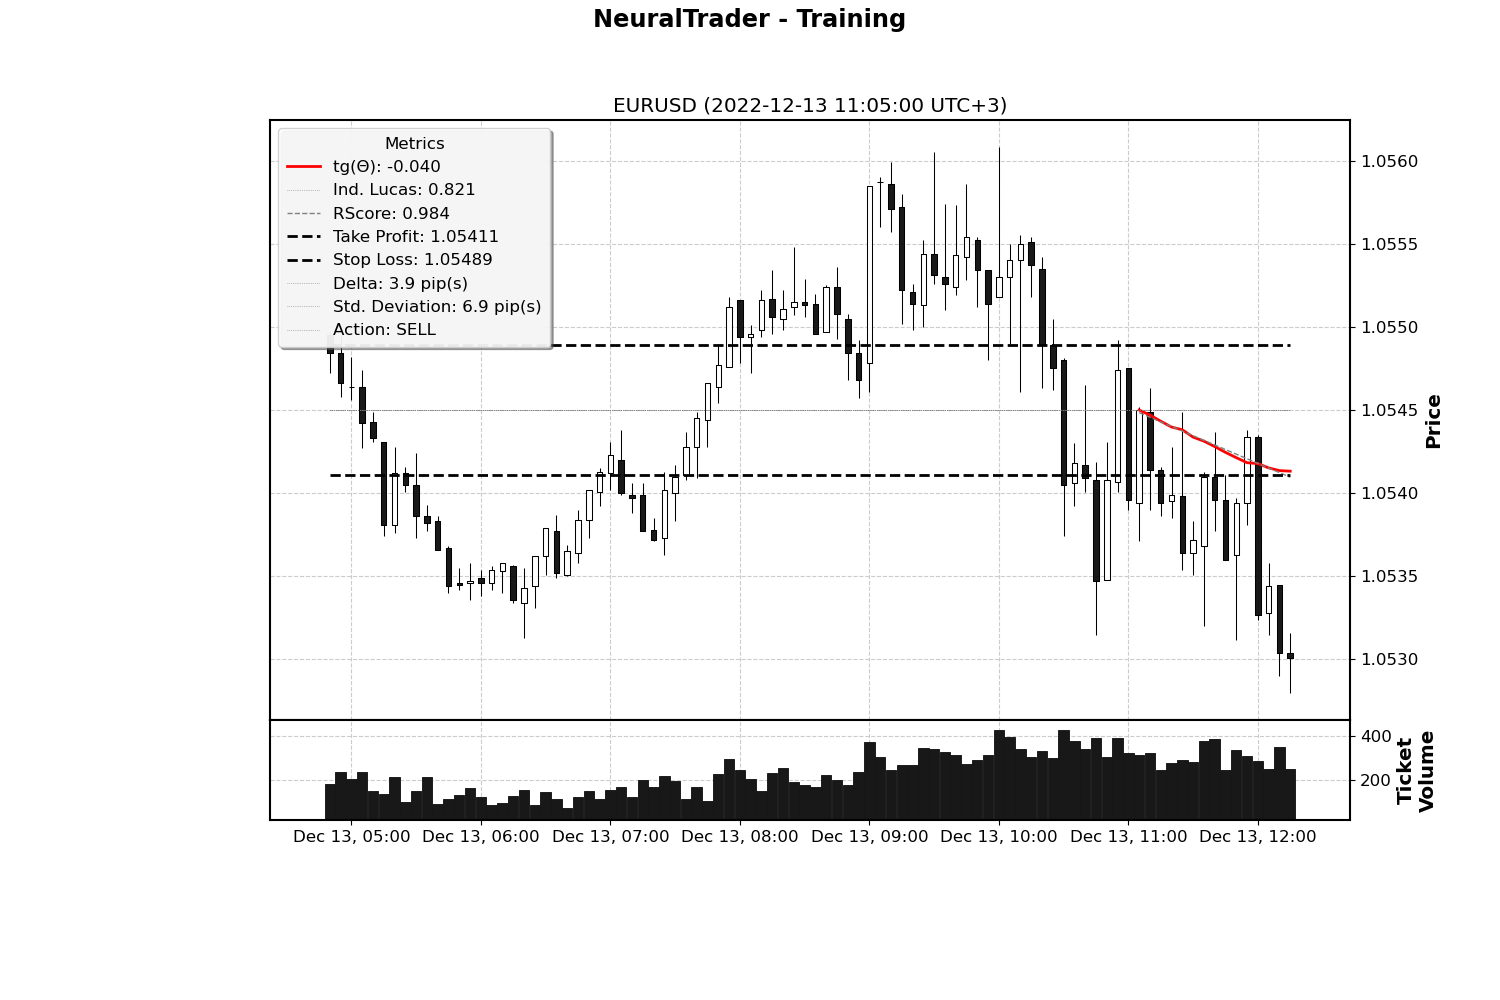 NeuralTrader - Training
EURUSD (2022-12-13 11:05:00 UTC+3)
Metrics
tg(Θ): -0.040
Ind. Lucas: 0.821
RScore: 0.984
Take Profit: 1.05411
Stop Loss: 1.05489
Delta: 3.9 pip(s)
Std. Deviation: 6.9 pip(s)
Action: SELL
1.0560
1.0555
1.0550
1.0545
1.0540
1.0535
1.0530
Price
400
200
Ticket
Volume
Dec 13, 05:00
Dec 13, 06:00
Dec 13, 07:00
Dec 13, 08:00
Dec 13, 09:00
Dec 13, 10:00
Dec 13, 11:00
Dec 13, 12:00